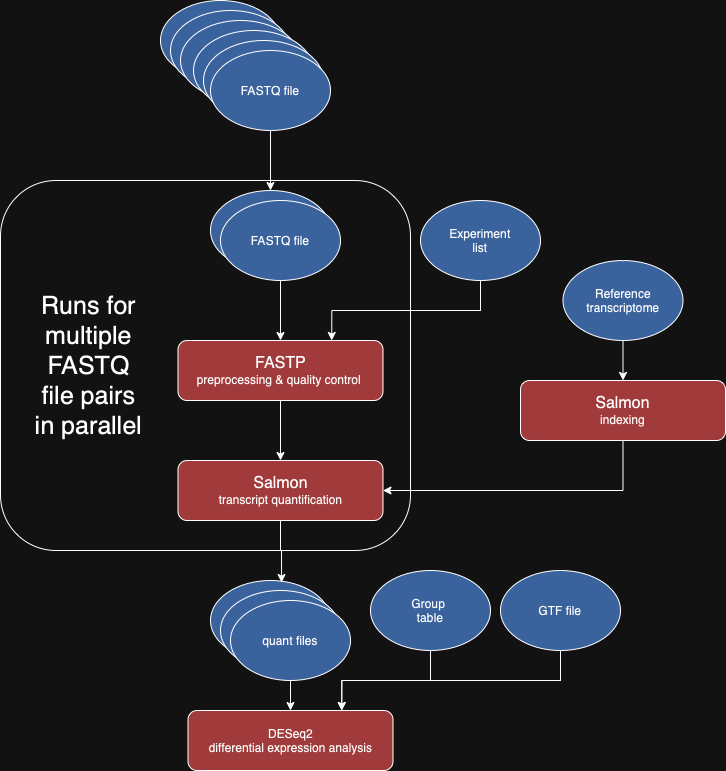 FASTQ file
FASTQ file
Experiment
list
Reference
transcriptome
Runs for
multiple
FASTQ
file pairs
in parallel
FASTP
preprocessing & quality control
Salmon
indexing
Salmon
transcript quantification
quant files
Group
table
GTF file
DESeq2
differential expression analysis